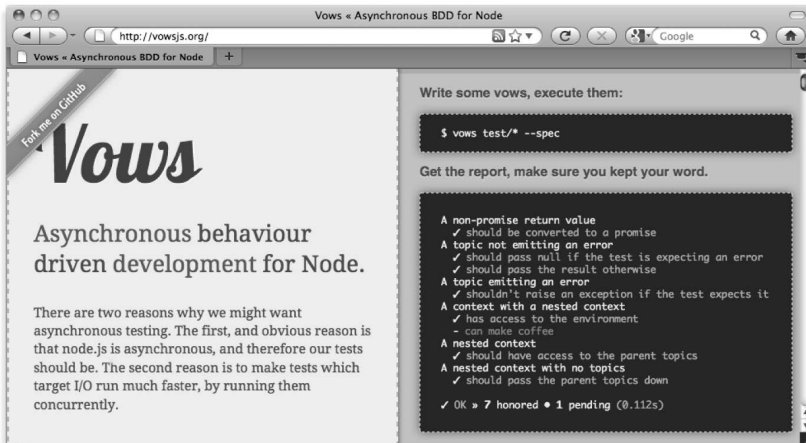 Vows « Asynchronous BDD for Node
http://vowsjs.org/
Google
Vows « Asynchronous BDD for Node
+
Fork me on GitHub
Vows
Asynchronous behaviour
driven development for Node.
There are two reasons why we might want
asynchronous testing. The first, and obvious reason is
that node.js is asynchronous, and therefore our tests
should be. The second reason is to make tests which
target I/O run much faster, by running them
concurrently.
Write some vows, execute them:
$ vows test/* --spec
Get the report, make sure you kept your word.
A non-promise return value
✓ should be converted to a promise
A topic not emitting an error
✓ should pass null if the test is expecting an error
✓ should pass the result otherwise
A topic emitting an error
✓ shouldn't raise an exception if the test expects it
A context with a nested context
✓ has access to the environment
- can make coffee
A nested context
✓ should have access to the parent topics
A nested context with no topics
✓ should pass the parent topics down
✓ OK » 7 honored • 1 pending (0.112s)